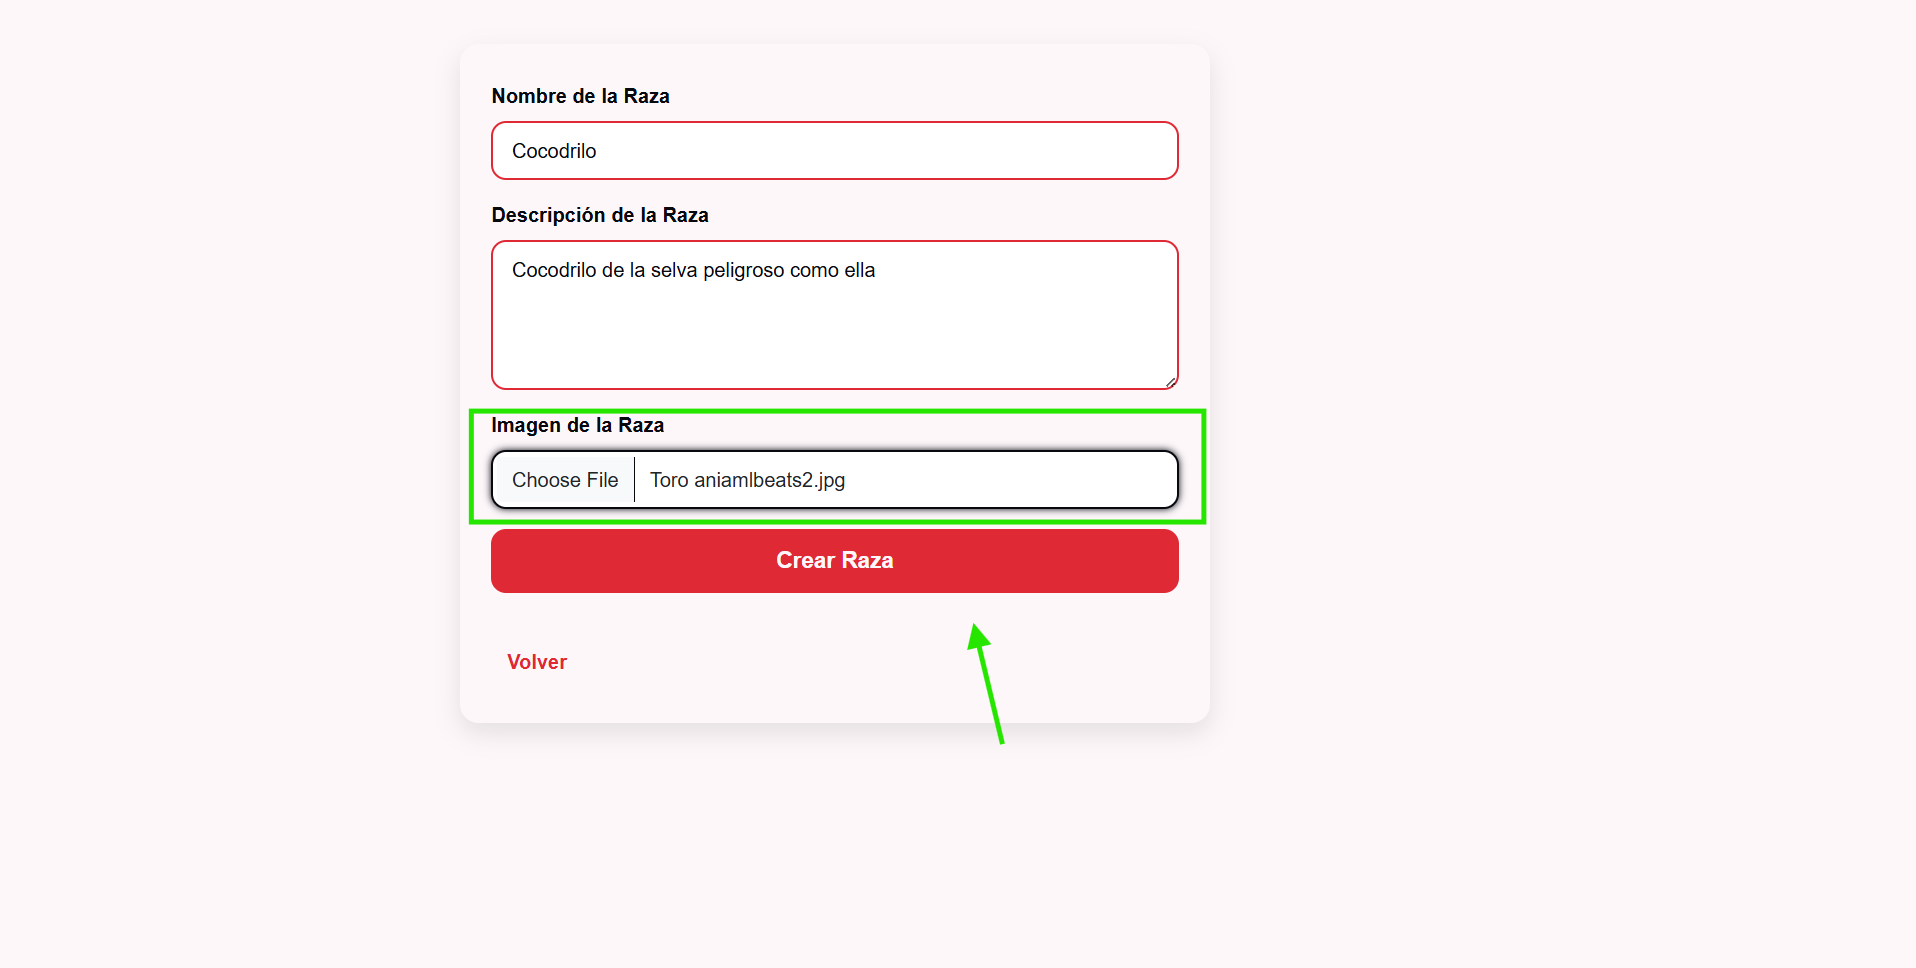 Nombre de la Raza
Cocodrilo
Descripción de la Raza
Cocodrilo de la selva peligroso como ella
Imagen de la Raza
Choose File Toro aniamlbeats2.jpg
Crear Raza
Volver